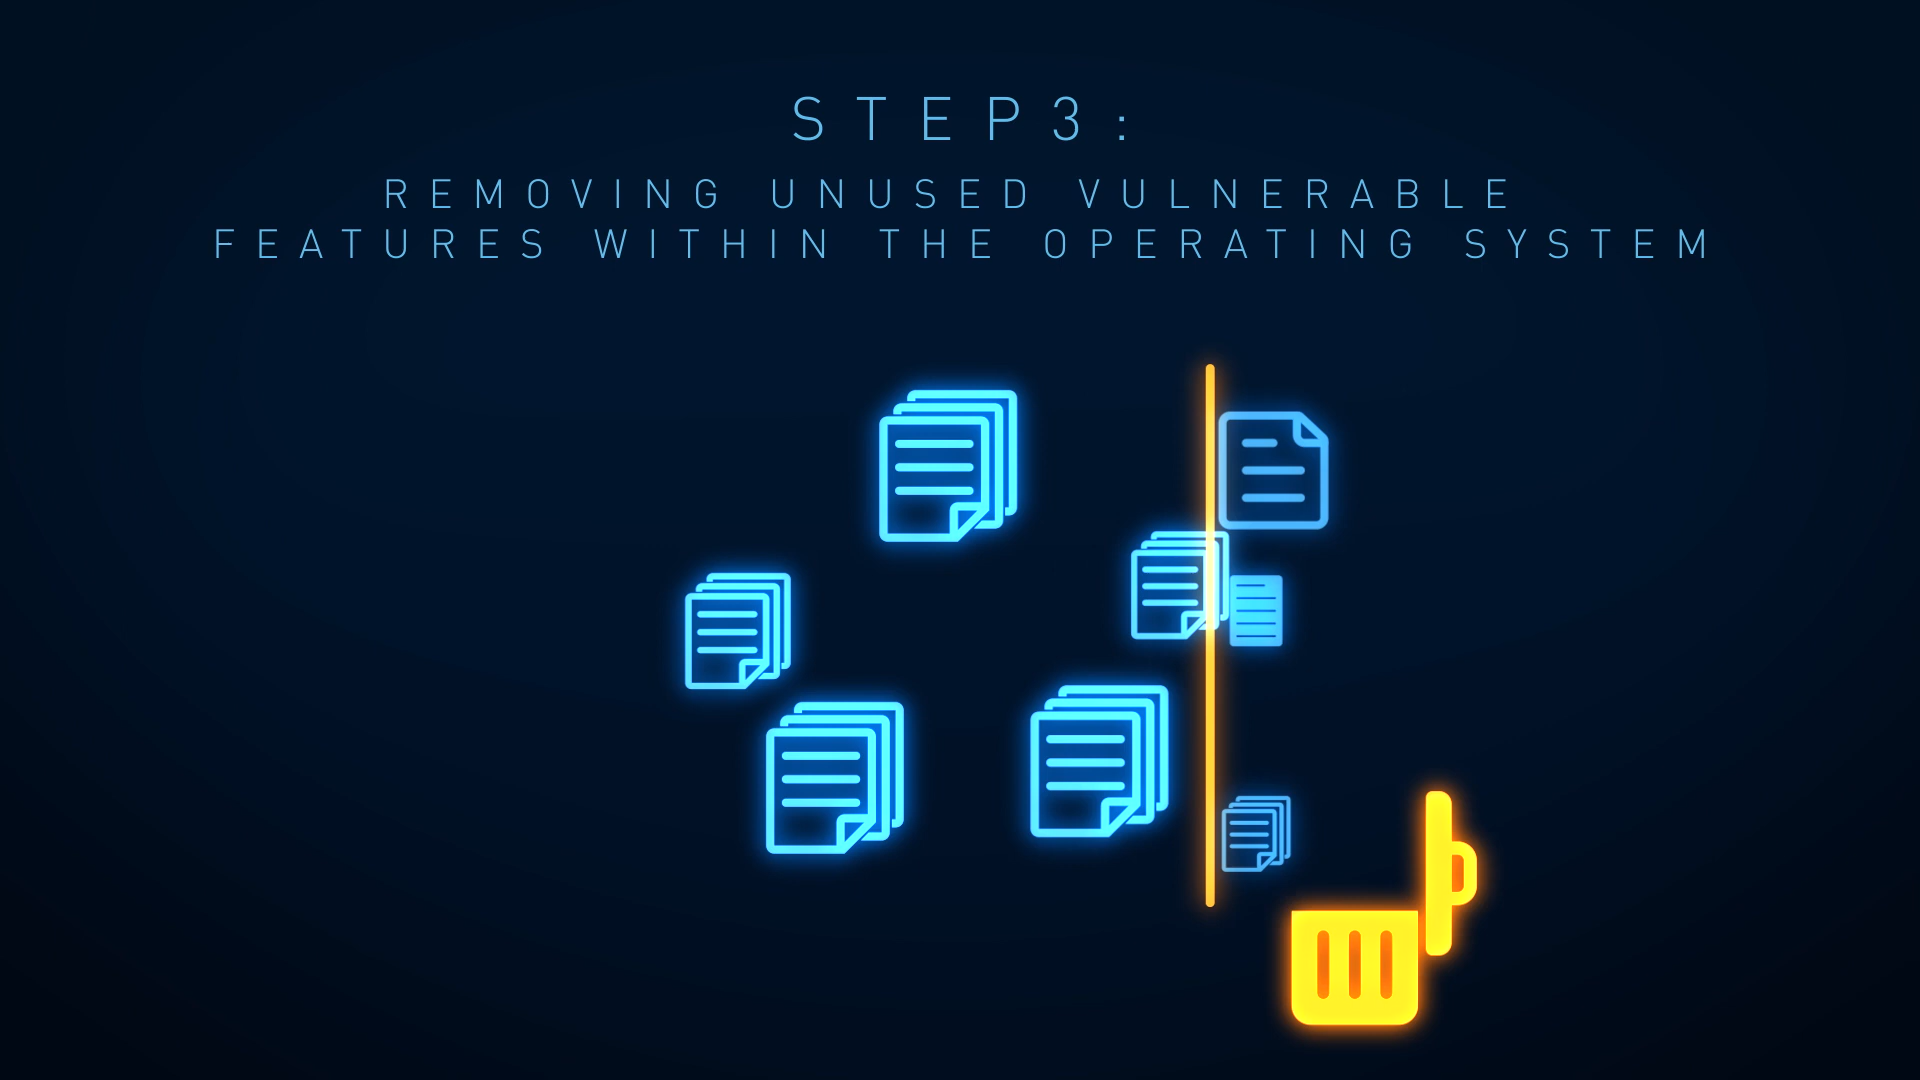 STEP3:
REMOVING UNUSED VULNERABLE
FEATURES WITHIN THE OPERATING SYSTEM